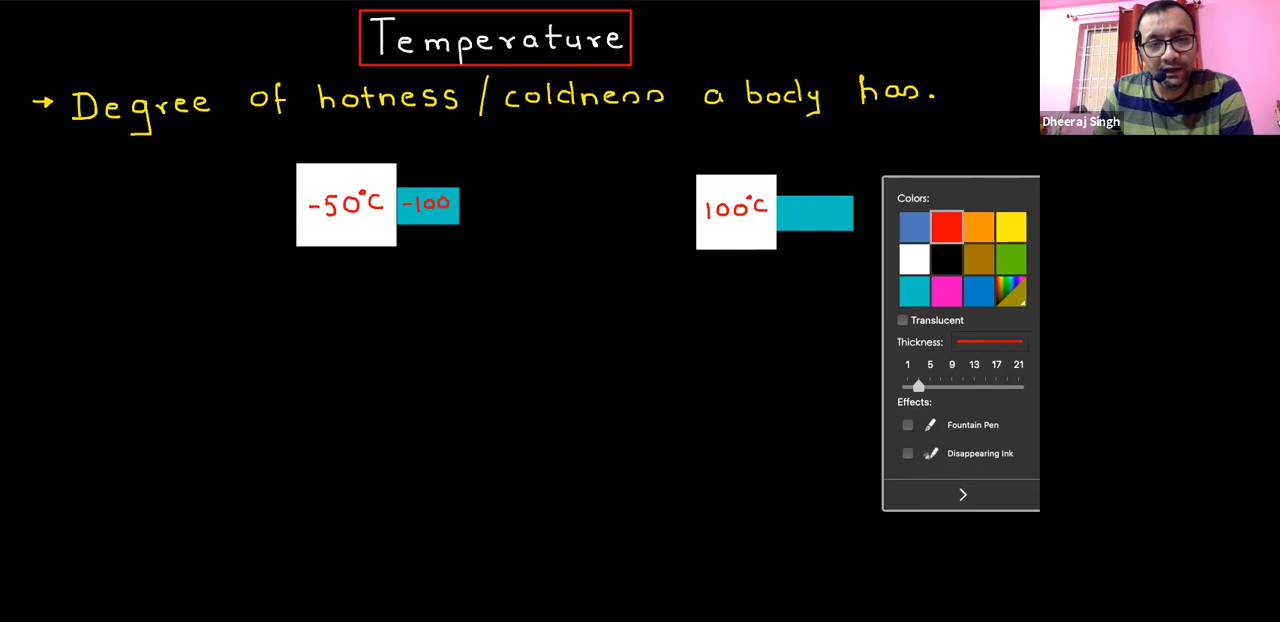 Temperature
→ Degree of hotness / coldness a body has.
Dheeraj Singh
-50°C -100
100°C
Colors:
Translucent
Thickness:
1 5 9 13 17 21
Effects:
Fountain Pen
Disappearing Ink